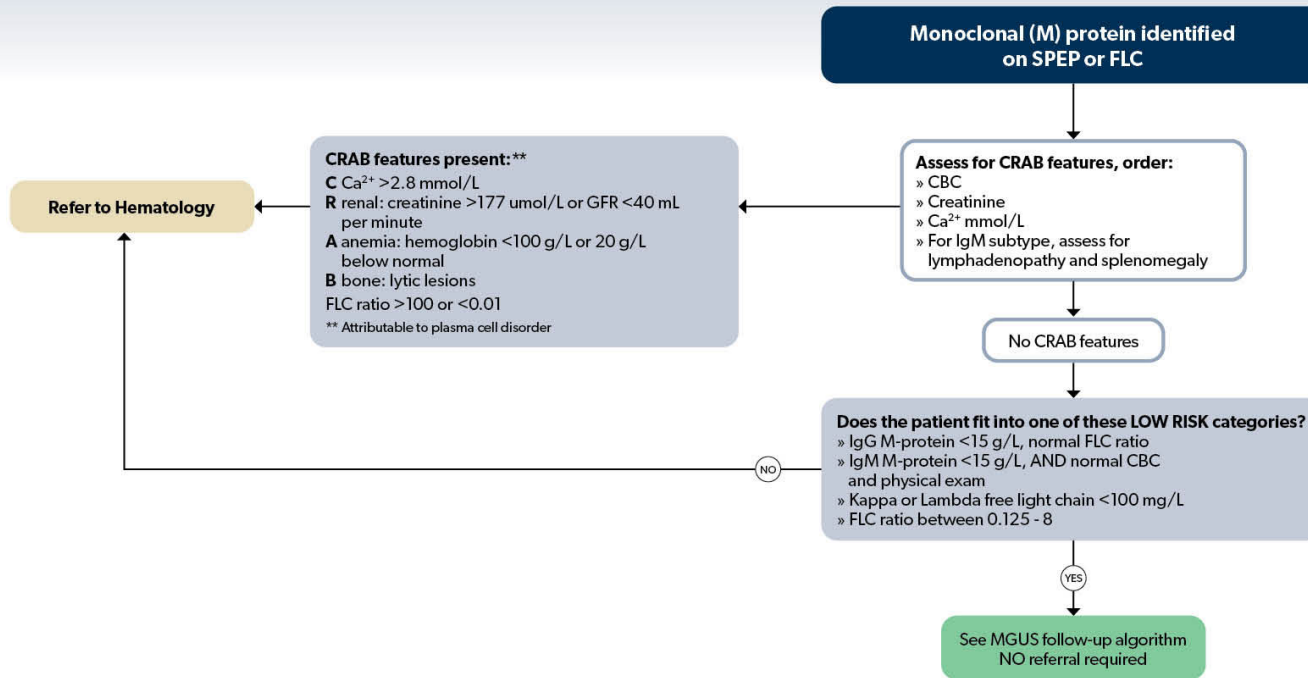 Monoclonal (M) protein identified
on SPEP or FLC
Assess for CRAB features, order:
» CBC
» Creatinine
» Ca²⁺ mmol/L
» For IgM subtype, assess for
lymphadenopathy and splenomegaly
CRAB features present:**
C Ca²⁺ >2.8 mmol/L
R renal: creatinine >177 umol/L or GFR <40 mL
per minute
A anemia: hemoglobin <100 g/L or 20 g/L
below normal
B bone: lytic lesions
FLC ratio >100 or <0.01
** Attributable to plasma cell disorder
Refer to Hematology
No CRAB features
Does the patient fit into one of these LOW RISK categories?
» IgG M-protein <15 g/L, normal FLC ratio
» IgM M-protein <15 g/L, AND normal CBC
and physical exam
» Kappa or Lambda free light chain <100 mg/L
» FLC ratio between 0.125 - 8
NO
YES
See MGUS follow-up algorithm
NO referral required